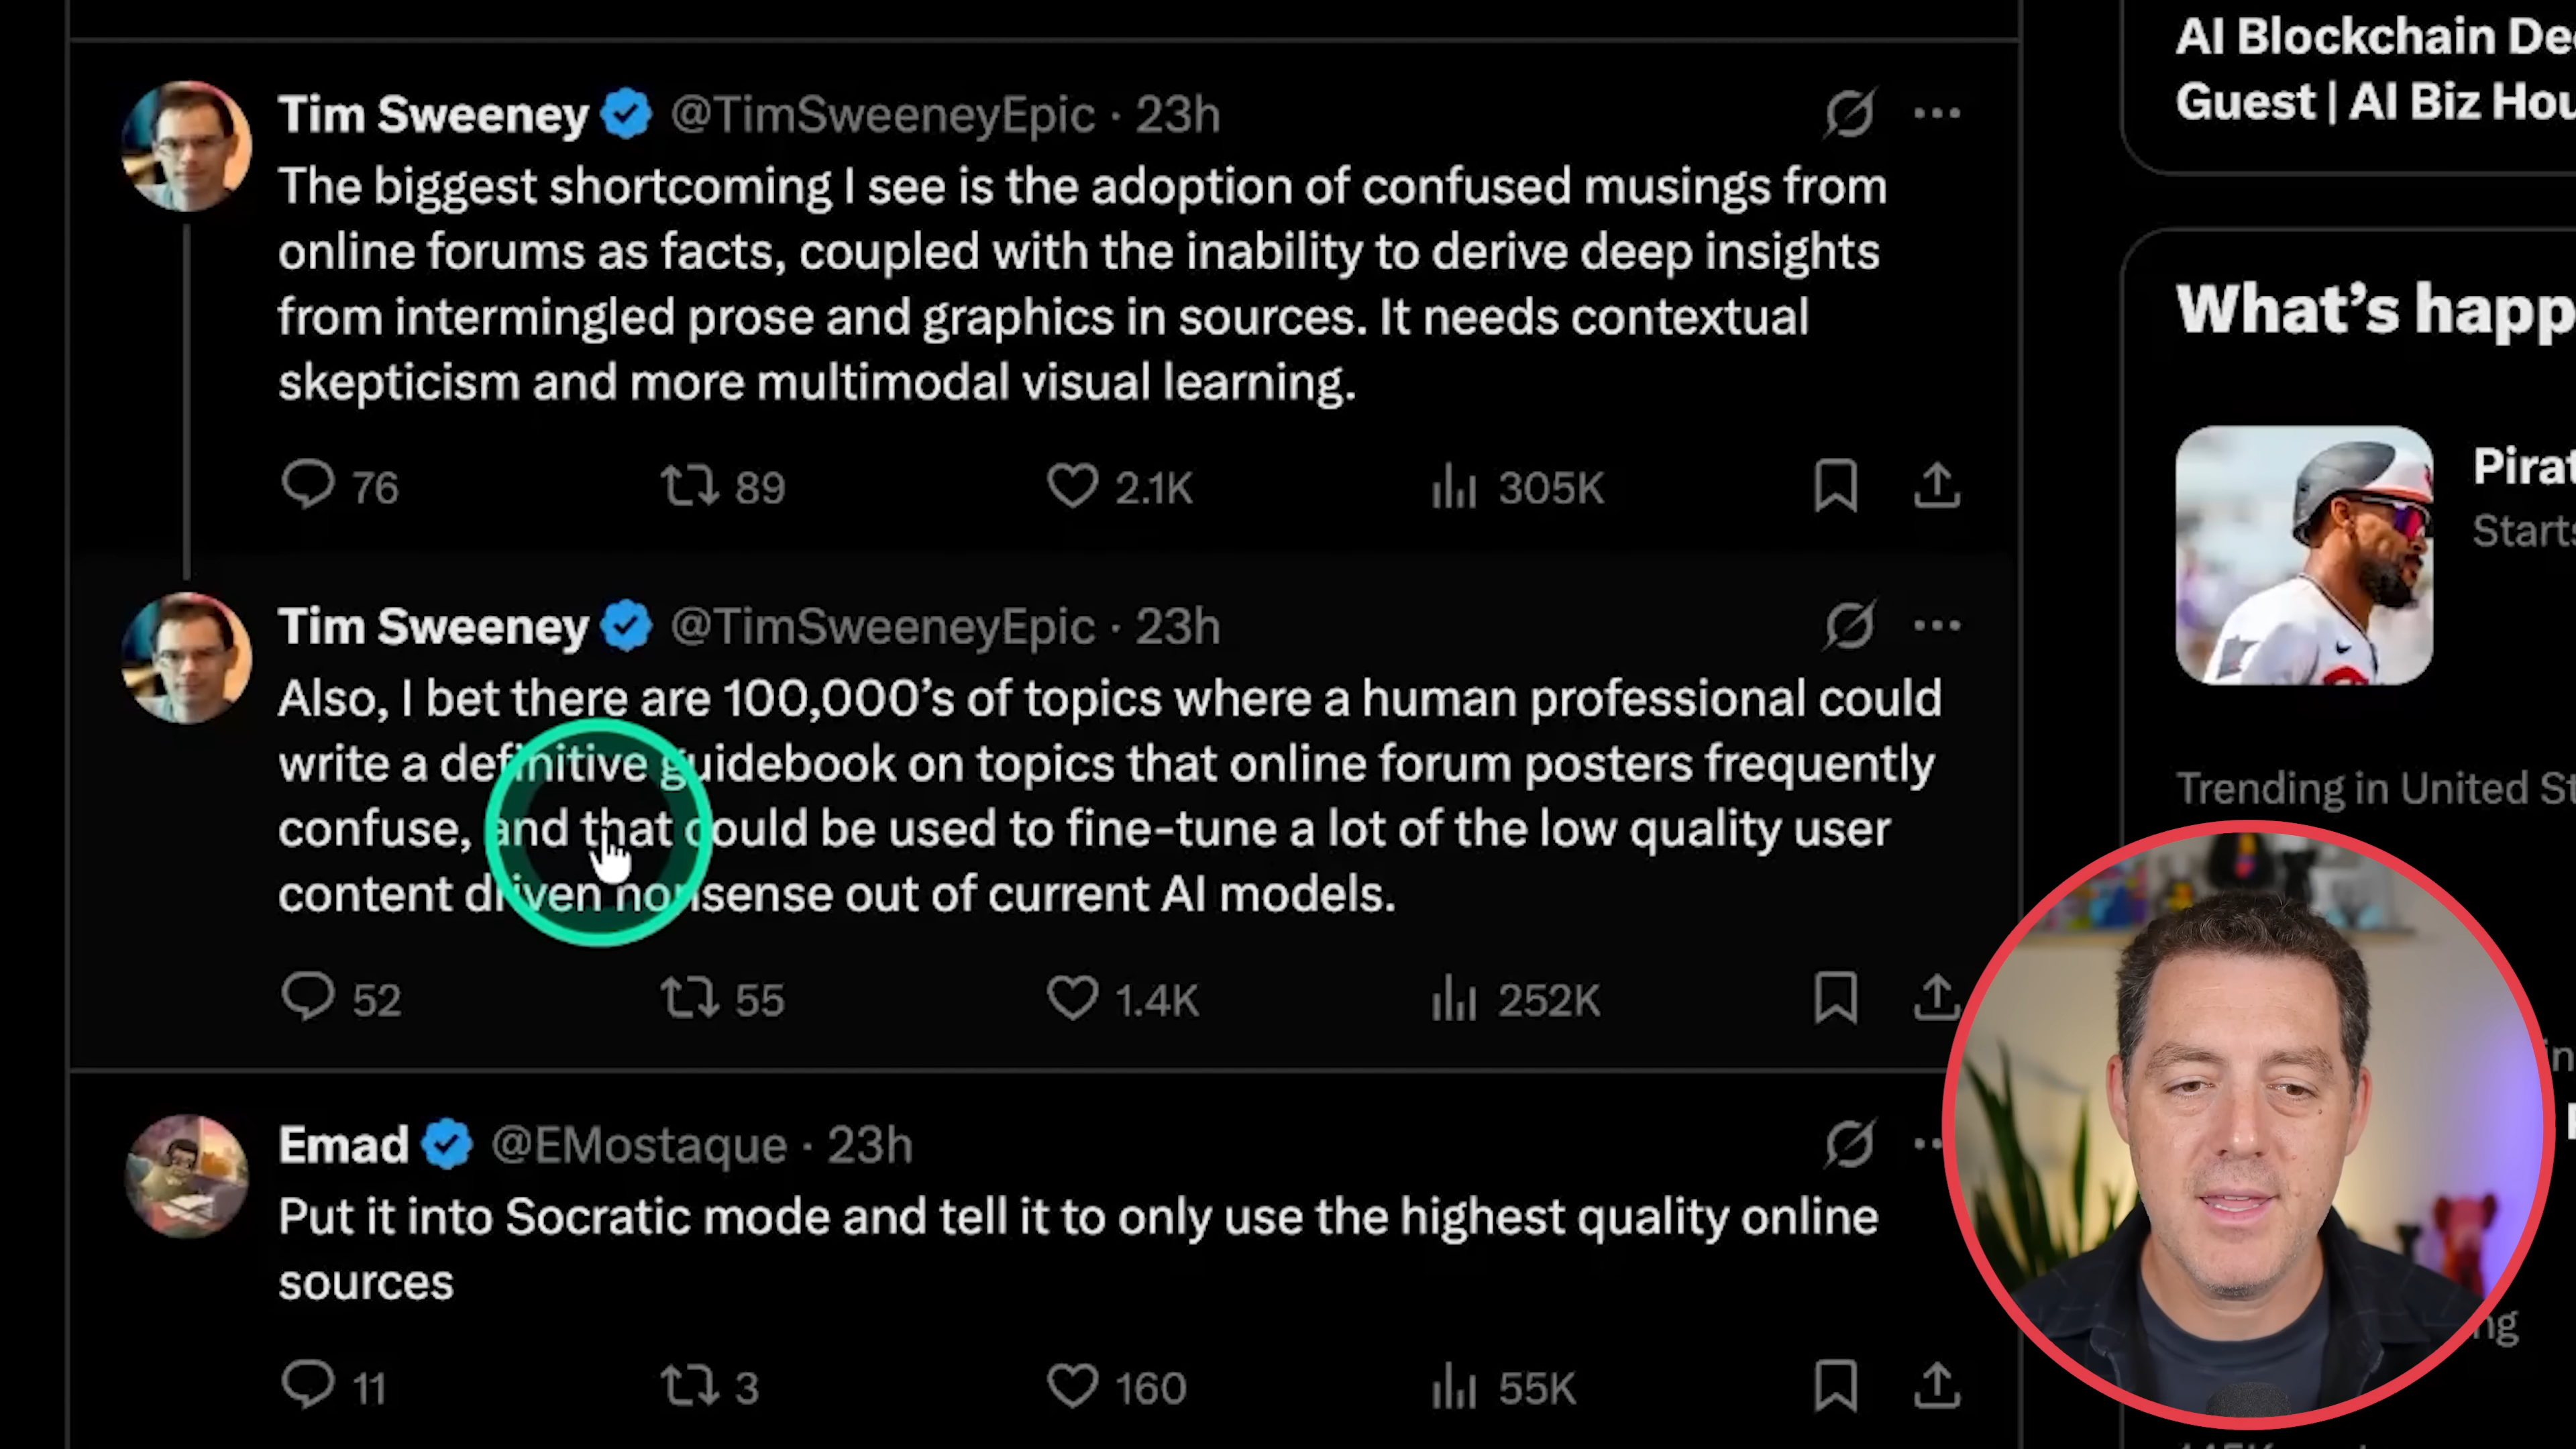 Tim Sweeney @TimSweeneyEpic · 23h
The biggest shortcoming I see is the adoption of confused musings from
online forums as facts, coupled with the inability to derive deep insights
from intermingled prose and graphics in sources. It needs contextual
skepticism and more multimodal visual learning.
76 89 2.1K 305K
Tim Sweeney @TimSweeneyEpic · 23h
Also, I bet there are 100,000's of topics where a human professional could
write a definitive guidebook on topics that online forum posters frequently
confuse, and that could be used to fine-tune a lot of the low quality user
content driven nonsense out of current AI models.
52 55 1.4K 252K
Emad @EMostaque · 23h
Put it into Socratic mode and tell it to only use the highest quality online
sources
11 3 160 55K
AI Blockchain
Guest | AI Biz
What's
Trending in United